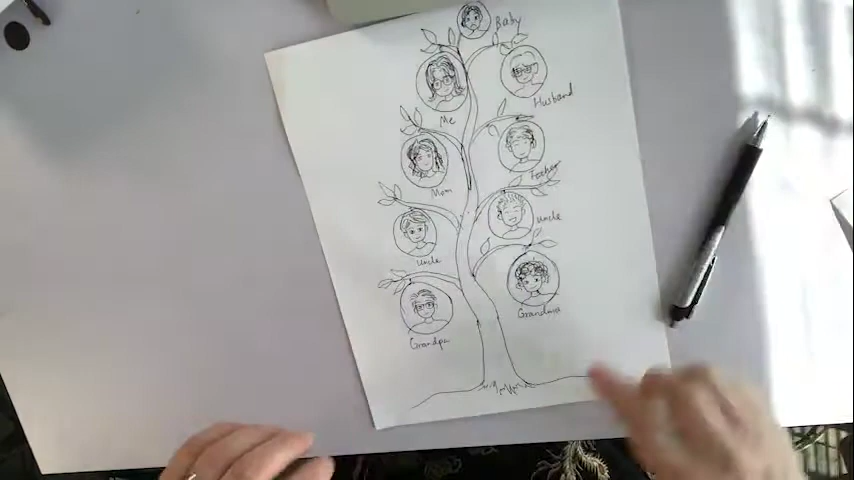 Baby
Husband
Me
Father
Mom
Uncle
Uncle
Grandma
Grandpa